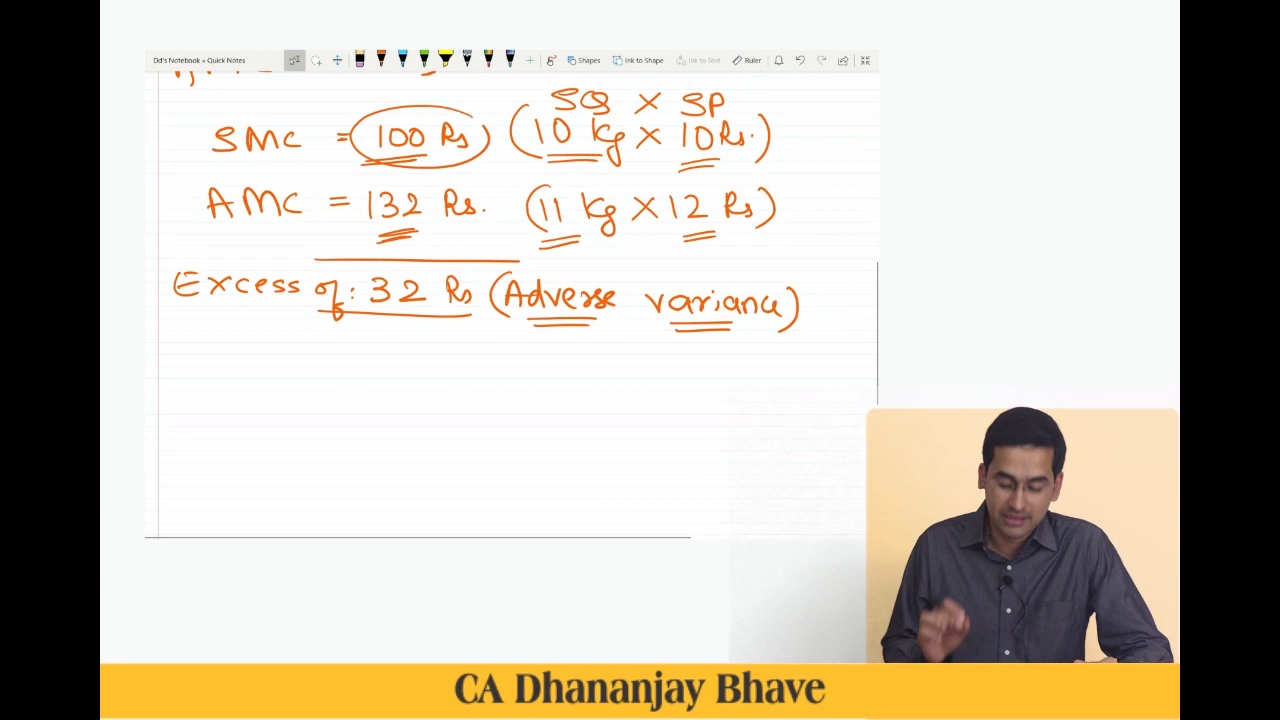 Dd's Notebook » Quick Notes
Shapes Ink to Shape Ink to Text Ruler
SQ X SP
SMC = 100 Rs (10 Kg X 10 Rs.)
AMC = 132 Rs. (11 Kg X 12 Rs)
Excess of: 32 Rs (Adverse variance)
CA Dhananjay Bhave